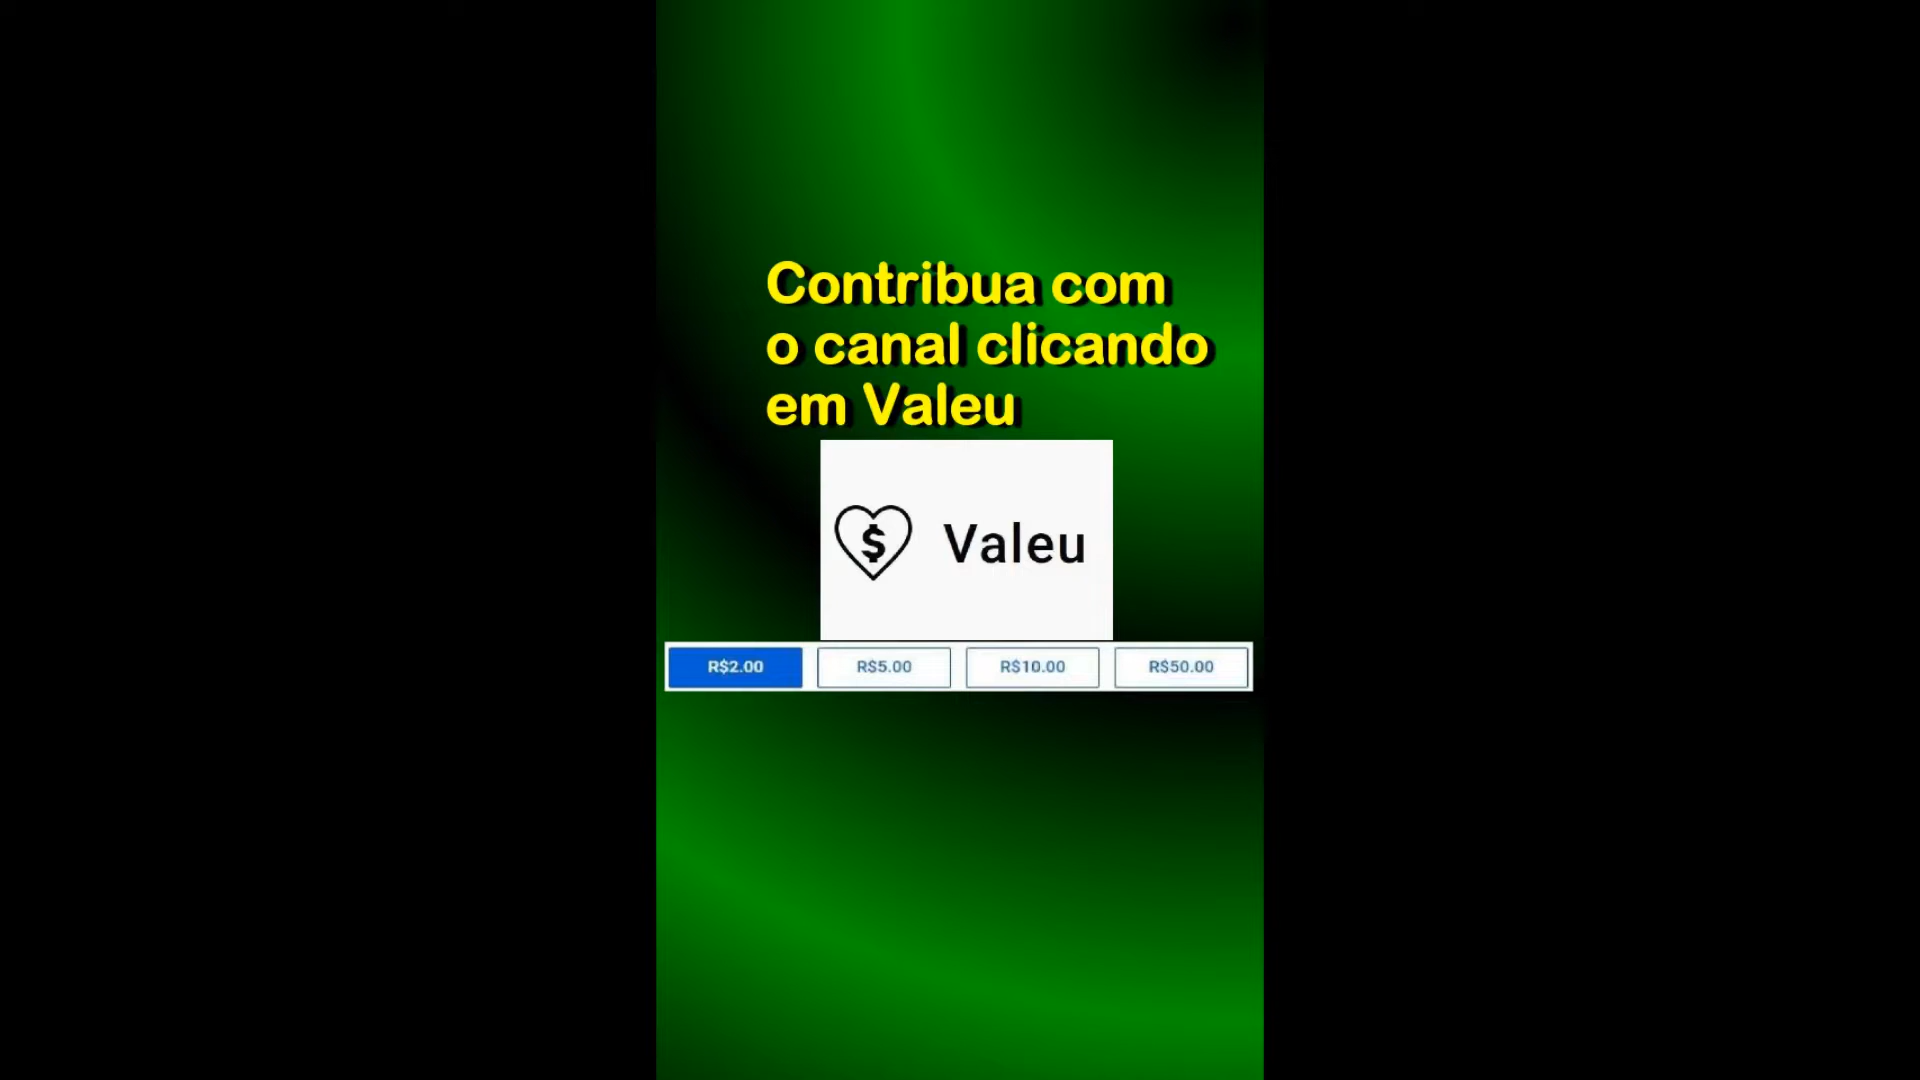 Contribua com
o canal clicando
em Valeu
$ Valeu
R$2.00 R$5.00 R$10.00 R$50.00